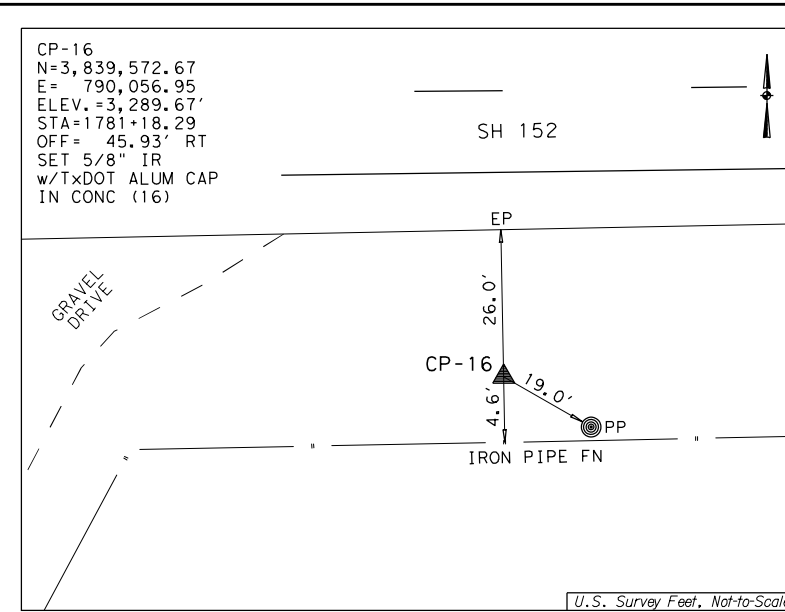 CP-16
N=3,839,572.67
E= 790,056.95
ELEV.=3,289.67'
STA=1781+18.29
OFF= 45.93' RT
SET 5/8" IR
w/TxDOT ALUM CAP
IN CONC (16)
SH 152
EP
GRAVEL
DRIVE
26.0'
CP-16
19.0'
4.6'
PP
IRON PIPE FN
U.S. Survey Feet, Not-to-Scale